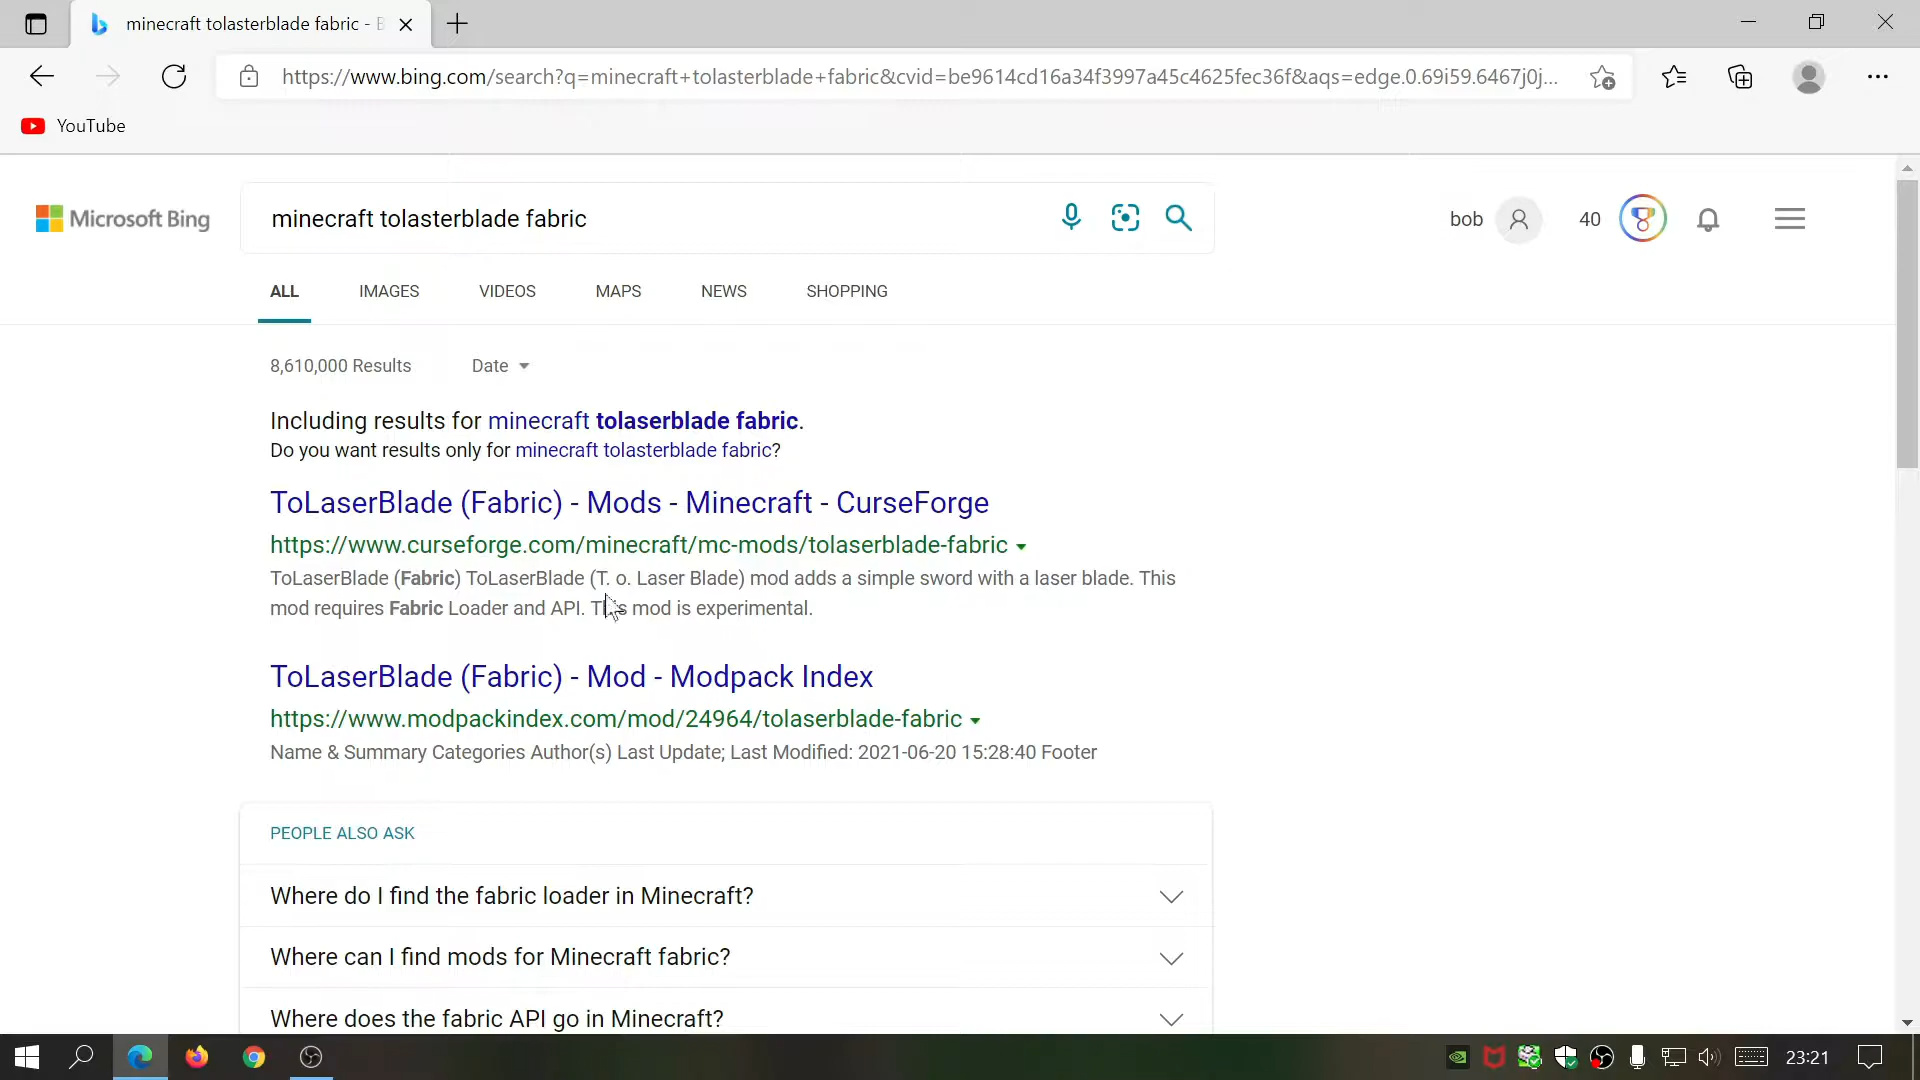 minecraft tolasterblade fabric - B
https://www.bing.com/search?q=minecraft+tolasterblade+fabric&cvid=be9614cd16a34f3997a45c4625fec36f&aqs=edge.0.69i59.6467j0j...
YouTube
Microsoft Bing
minecraft tolasterblade fabric
bob
40
ALL IMAGES VIDEOS MAPS NEWS SHOPPING
8,610,000 Results Date
Including results for minecraft tolaserblade fabric.
Do you want results only for minecraft tolasterblade fabric?
ToLaserBlade (Fabric) - Mods - Minecraft - CurseForge
https://www.curseforge.com/minecraft/mc-mods/tolaserblade-fabric
ToLaserBlade (Fabric) ToLaserBlade (T. o. Laser Blade) mod adds a simple sword with a laser blade. This
mod requires Fabric Loader and API. This mod is experimental.
ToLaserBlade (Fabric) - Mod - Modpack Index
https://www.modpackindex.com/mod/24964/tolaserblade-fabric
Name & Summary Categories Author(s) Last Update; Last Modified: 2021-06-20 15:28:40 Footer
PEOPLE ALSO ASK
Where do I find the fabric loader in Minecraft?
Where can I find mods for Minecraft fabric?
Where does the fabric API go in Minecraft?
23:21